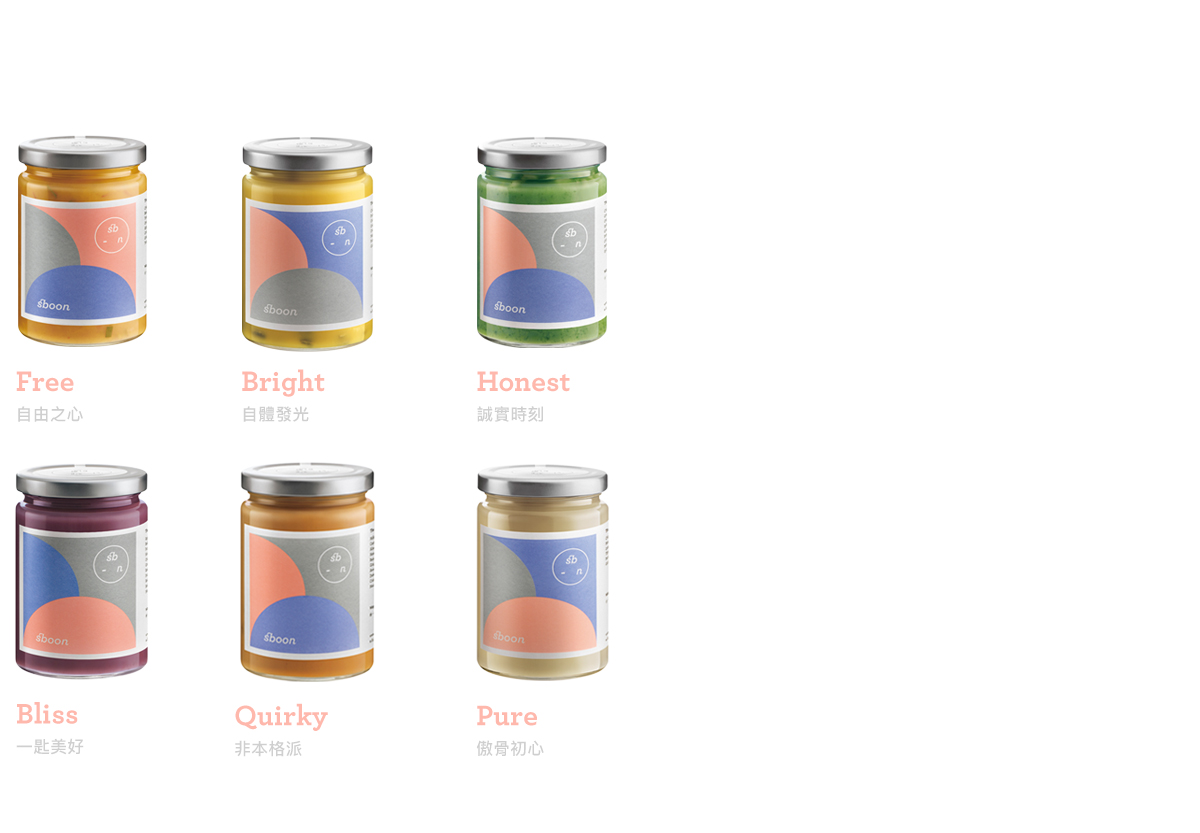 sb
- n
sboon
sb
- n
sboon
sb
- n
sboon
Free
Bright
Honest
自由之心
自體發光
誠實時刻
sb
- n
sboon
sb
- n
sboon
sb
- n
sboon
Bliss
Quirky
Pure
一匙美好
非本格派
傲骨初心